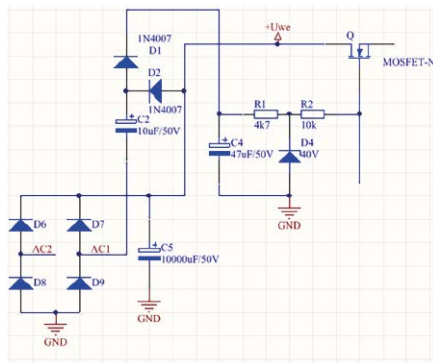 +Uwe
1N4007
D1
Q
MOSFET-N
D2
1N4007
C2
10uF/50V
R1
4k7
R2
10k
C4
47uF/50V
D4
40V
GND
D6
D7
AC2
AC1
C5
10000uF/50V
D8
D9
GND
GND